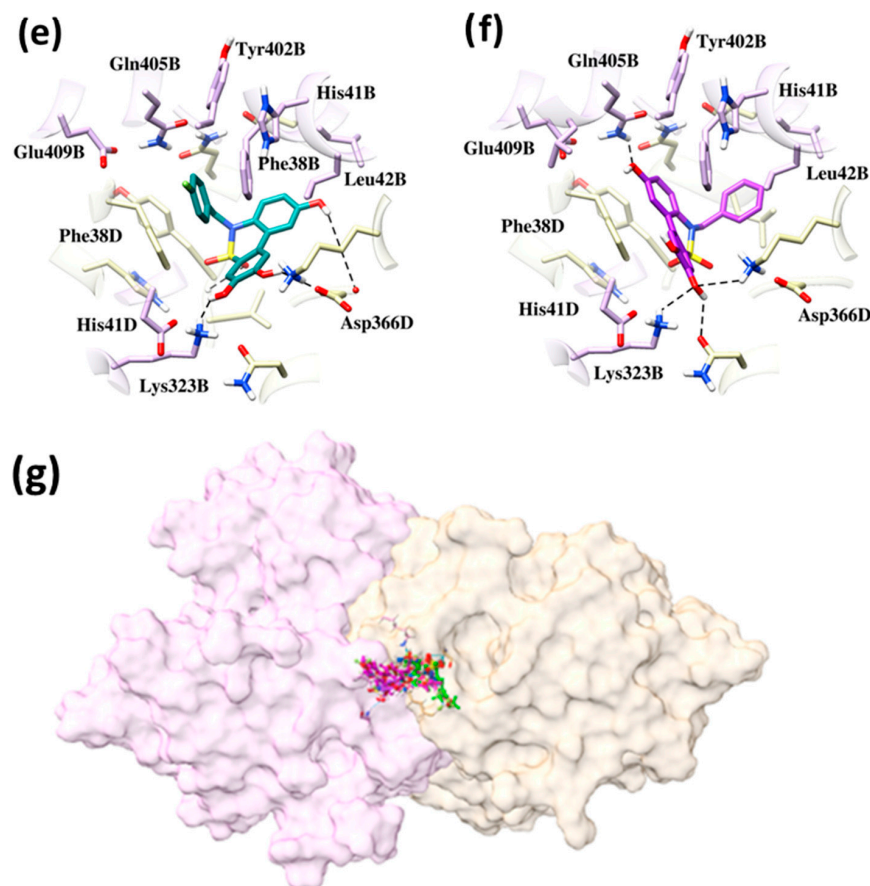 (e)
Tyr402B
Gln405B
His41B
Glu409B
Phe38B
Leu42B
Phe38D
His41D
Asp366D
Lys323B
(f)
Tyr402B
Gln405B
His41B
Glu409B
Leu42B
Phe38D
His41D
Asp366D
Lys323B
(g)